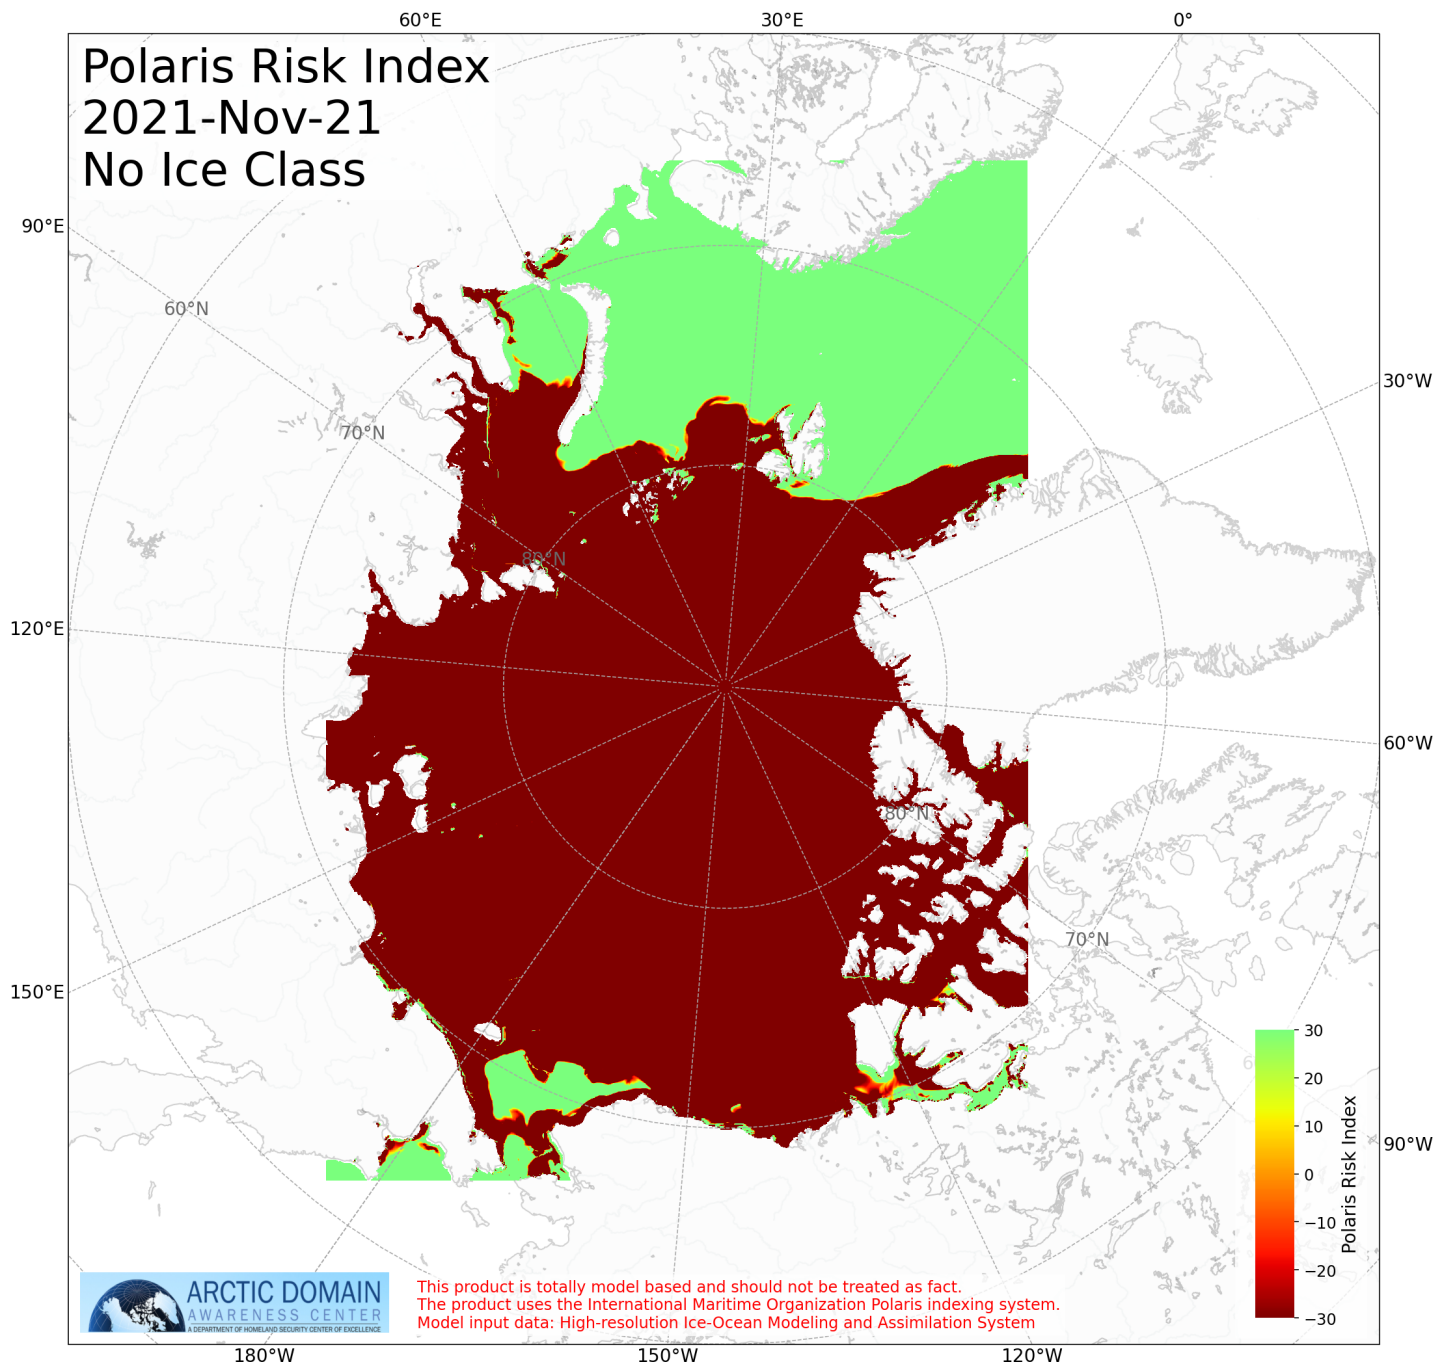 60°E 30°E 0°
Polaris Risk Index
2021-Nov-21
No Ice Class
90°E
60°N
30°W
70°N
80°N
120°E
60°W
80°N
70°N
150°E
30
20
10
0
−10
−20
−30
Polaris Risk Index
90°W
ARCTIC DOMAIN
AWARENESS CENTER
A DEPARTMENT OF HOMELAND SECURITY CENTER OF EXCELLENCE
This product is totally model based and should not be treated as fact.
The product uses the International Maritime Organization Polaris indexing system.
Model input data: High-resolution Ice-Ocean Modeling and Assimilation System
180°W 150°W 120°W